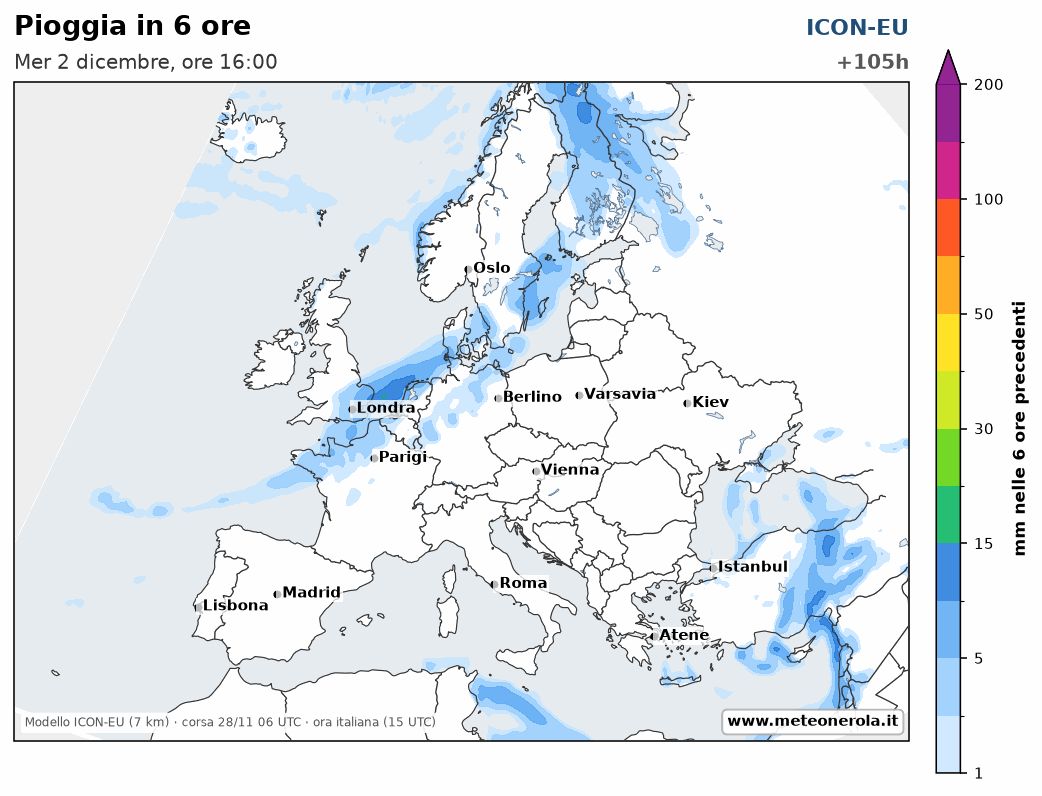 Pioggia in 6 ore
ICON-EU
Mer 2 dicembre, ore 16:00
+105h
200
100
50
30
15
5
1
mm nelle 6 ore precedenti
Oslo
Londra
Berlino
Varsavia
Kiev
Parigi
Vienna
Istanbul
Roma
Madrid
Lisbona
Atene
Modello ICON-EU (7 km) · corsa 28/11 06 UTC · ora italiana (15 UTC)
www.meteonerola.it